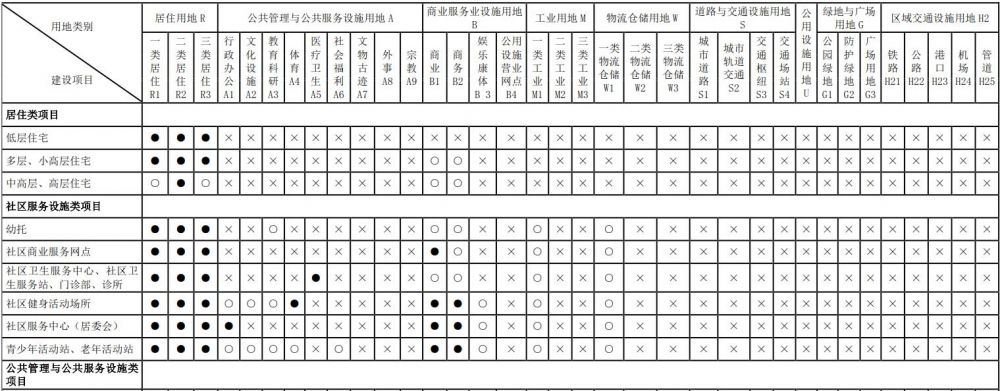 用地类别
建设项目
居住用地 R 公共管理与公共服务设施用地 A 商业服务业设施用地 B 工业用地 M 物流仓储用地 W 道路与交通设施用地 S 公用设施用地 U 绿地与广场用地 G 区域交通设施用地 H2
一类居住 R1 二类居住 R2 三类居住 R3 行政办公 A1 文化设施 A2 教育科研 A3 体育 A4 医疗卫生 A5 社会福利 A6 文物古迹 A7 外事 A8 宗教 A9 商业 B1 商务 B2 娱乐康体 B 3 公用设施营业网点 B4 一类工业 M1 二类工业 M2 三类工业 M3 一类物流仓储 W1 二类物流仓储 W2 三类物流仓储 W3 城市道路 S1 城市轨道交通 S2 交通枢纽 S3 交通场站 S4 公园绿地 G1 防护绿地 G2 广场用地 G3 铁路 H21 公路 H22 港口 H23 机场 H24 管道 H25
居住类项目
低层住宅 ● ● ● × × × × × × × × × × × × × × × × × × × × × × × × × × × × × × × ×
多层、小高层住宅 ● ● ● × × × × × × × × × ○ ○ × × × × × × × × × × × × × × × × × × × × ×
中高层、高层住宅 ○ ● ○ × × × × × × × × × ○ ○ × × × × × × × × × × × × × × × × × × × × ×
社区服务设施类项目
幼托 ● ● ● × × ○ × × × × × × ○ ○ × × ○ × × ○ × × × × × × × × × × × × × × ×
社区商业服务网点 ● ● ● × × × × × × × × × ● ○ × × ○ × × ○ × × × × × × × × × × × × × × ×
社区卫生服务中心、社区卫
生服务站、门诊部、诊所 ● ● ● × × × × ● × × × × ○ ○ × × ○ × × ○ × × × × × × × × × × × × × × ×
社区健身活动场所 ● ● ● ○ ○ ○ ● × × × × × ● ● ○ × × × × ○ × × × × × × × × × × × × × × ×
社区服务中心（居委会） ● ● ● ● × × × × × × × × ● ● ○ × × × × ○ × × × × × × × × × × × × × × ×
青少年活动站、老年活动站 ● ● ● ○ ○ ○ ○ × ○ × × × ● ● ○ × × × × ○ × × × × × × × × × × × × × × ×
公共管理与公共服务设施类
项目